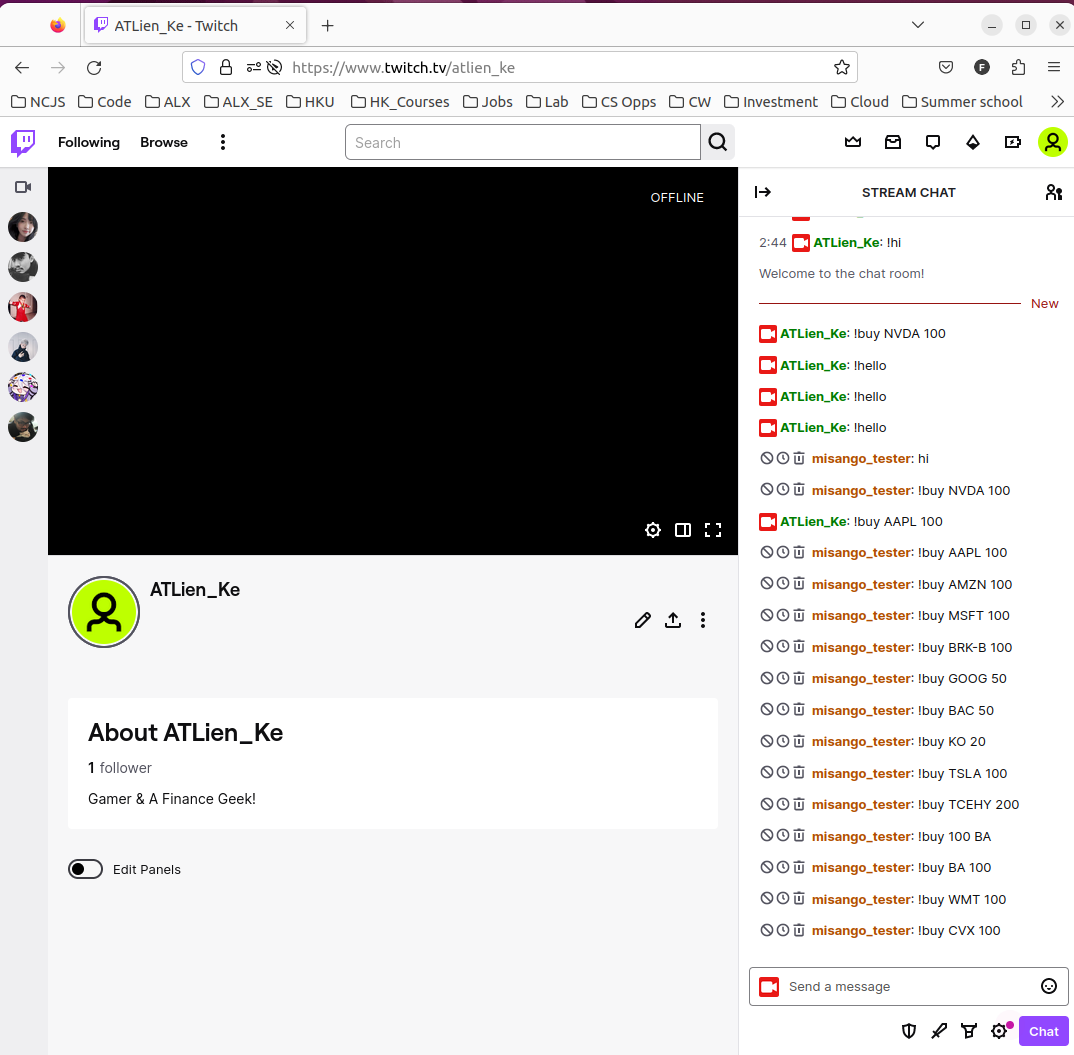 ATLien_Ke - Twitch
https://www.twitch.tv/atlien_ke
NCJS Code ALX ALX_SE HKU HK_Courses Jobs Lab CS Opps CW Investment Cloud Summer school
F
Following Browse Search
OFFLINE
STREAM CHAT
2:44 ATLien_Ke: !hi
Welcome to the chat room!
New
ATLien_Ke: !buy NVDA 100
ATLien_Ke: !hello
ATLien_Ke: !hello
ATLien_Ke: !hello
misango_tester: hi
misango_tester: !buy NVDA 100
ATLien_Ke: !buy AAPL 100
misango_tester: !buy AAPL 100
misango_tester: !buy AMZN 100
misango_tester: !buy MSFT 100
misango_tester: !buy BRK-B 100
misango_tester: !buy GOOG 50
misango_tester: !buy BAC 50
misango_tester: !buy KO 20
misango_tester: !buy TSLA 100
misango_tester: !buy TCEHY 200
misango_tester: !buy 100 BA
misango_tester: !buy BA 100
misango_tester: !buy WMT 100
misango_tester: !buy CVX 100
Send a message
Chat
ATLien_Ke
About ATLien_Ke
1 follower
Gamer & A Finance Geek!
Edit Panels